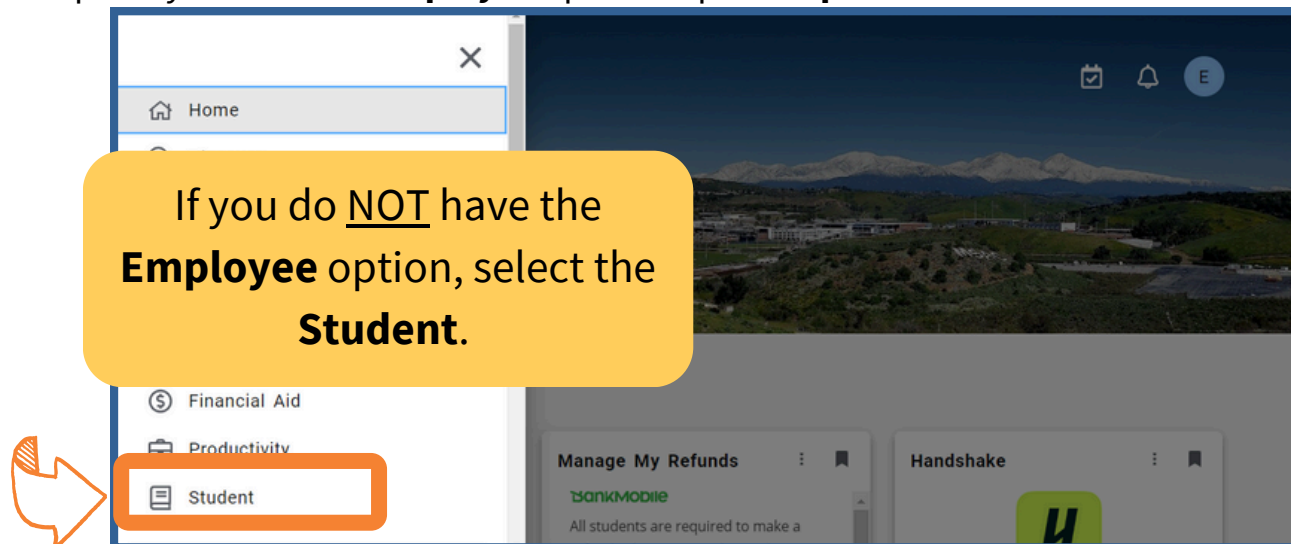 E
Home
If you do NOT have the
Employee option, select the
Student.
Financial Aid
Productivity
Student
Manage My Refunds
BankMobile
All students are required to make a
Handshake